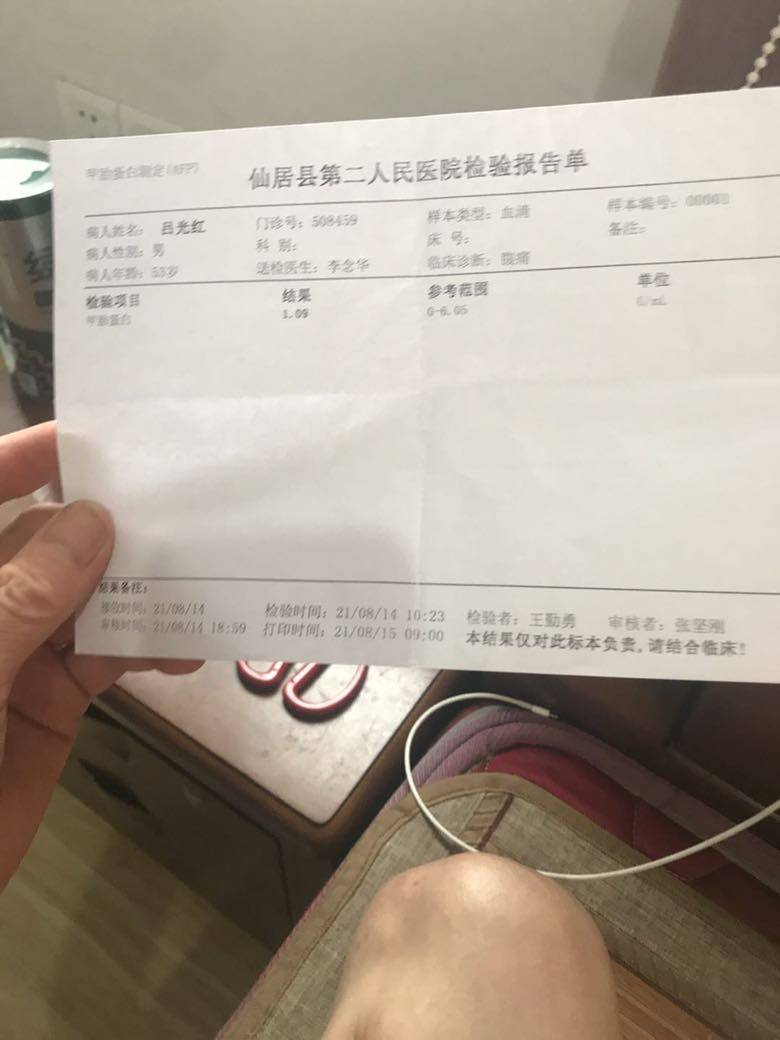 甲胎蛋白测定(AFP)
仙居县第二人民医院检验报告单
病人姓名: 吕光红 门诊号: 508459 样本类型: 血清 样本编号:
病人性别: 男 科 别: 床 号: 备注:
病人年龄: 53岁 送检医生: 李念华 临床诊断: 腹痛
检验项目 结果 参考范围 单位
甲胎蛋白 1.09 0-6.05
结果备注:
接收时间: 21/08/14 检验时间: 21/08/14 10:23 检验者: 王勤勇 审核者: 张坚刚
审核时间: 21/08/14 18:59 打印时间: 21/08/15 09:00 本结果仅对此标本负责,请结合临床!